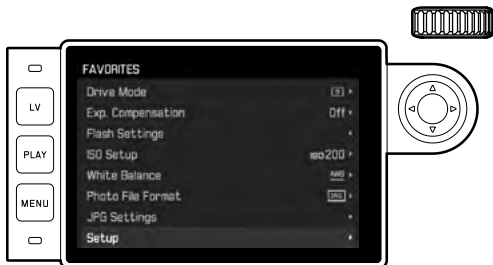 FAVORITES
Drive Mode
Exp. Compensation Off
Flash Settings
ISO Setup ISO200
White Balance AWB
Photo File Format DNG
JPG Settings
Setup
LV
PLAY
MENU